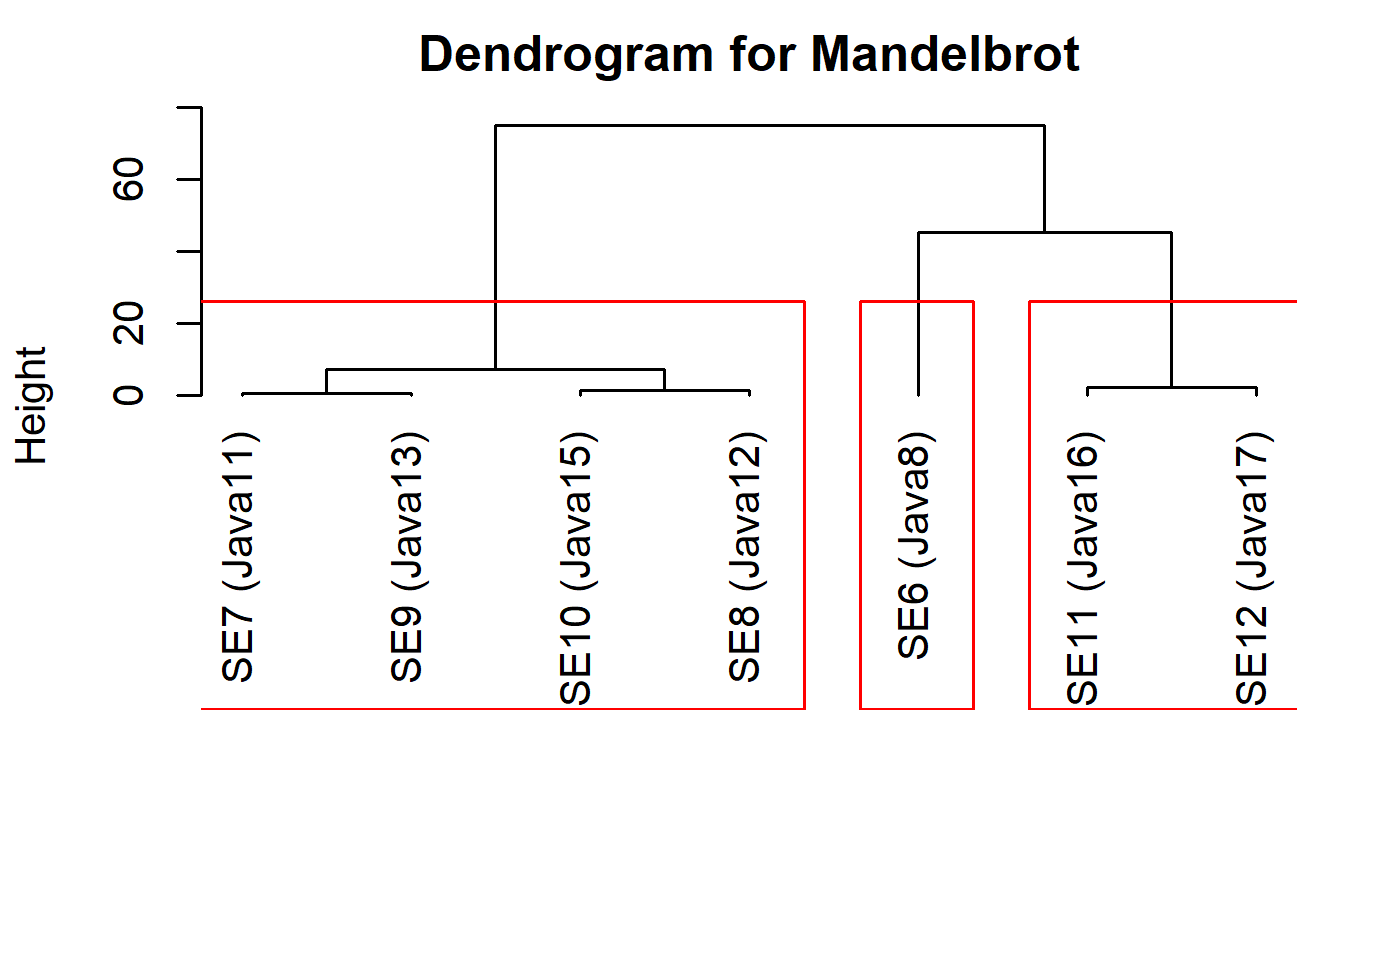 Dendrogram for Mandelbrot
Height
60
20
0
SE7 (Java11)
SE9 (Java13)
SE10 (Java15)
SE8 (Java12)
SE6 (Java8)
SE11 (Java16)
SE12 (Java17)